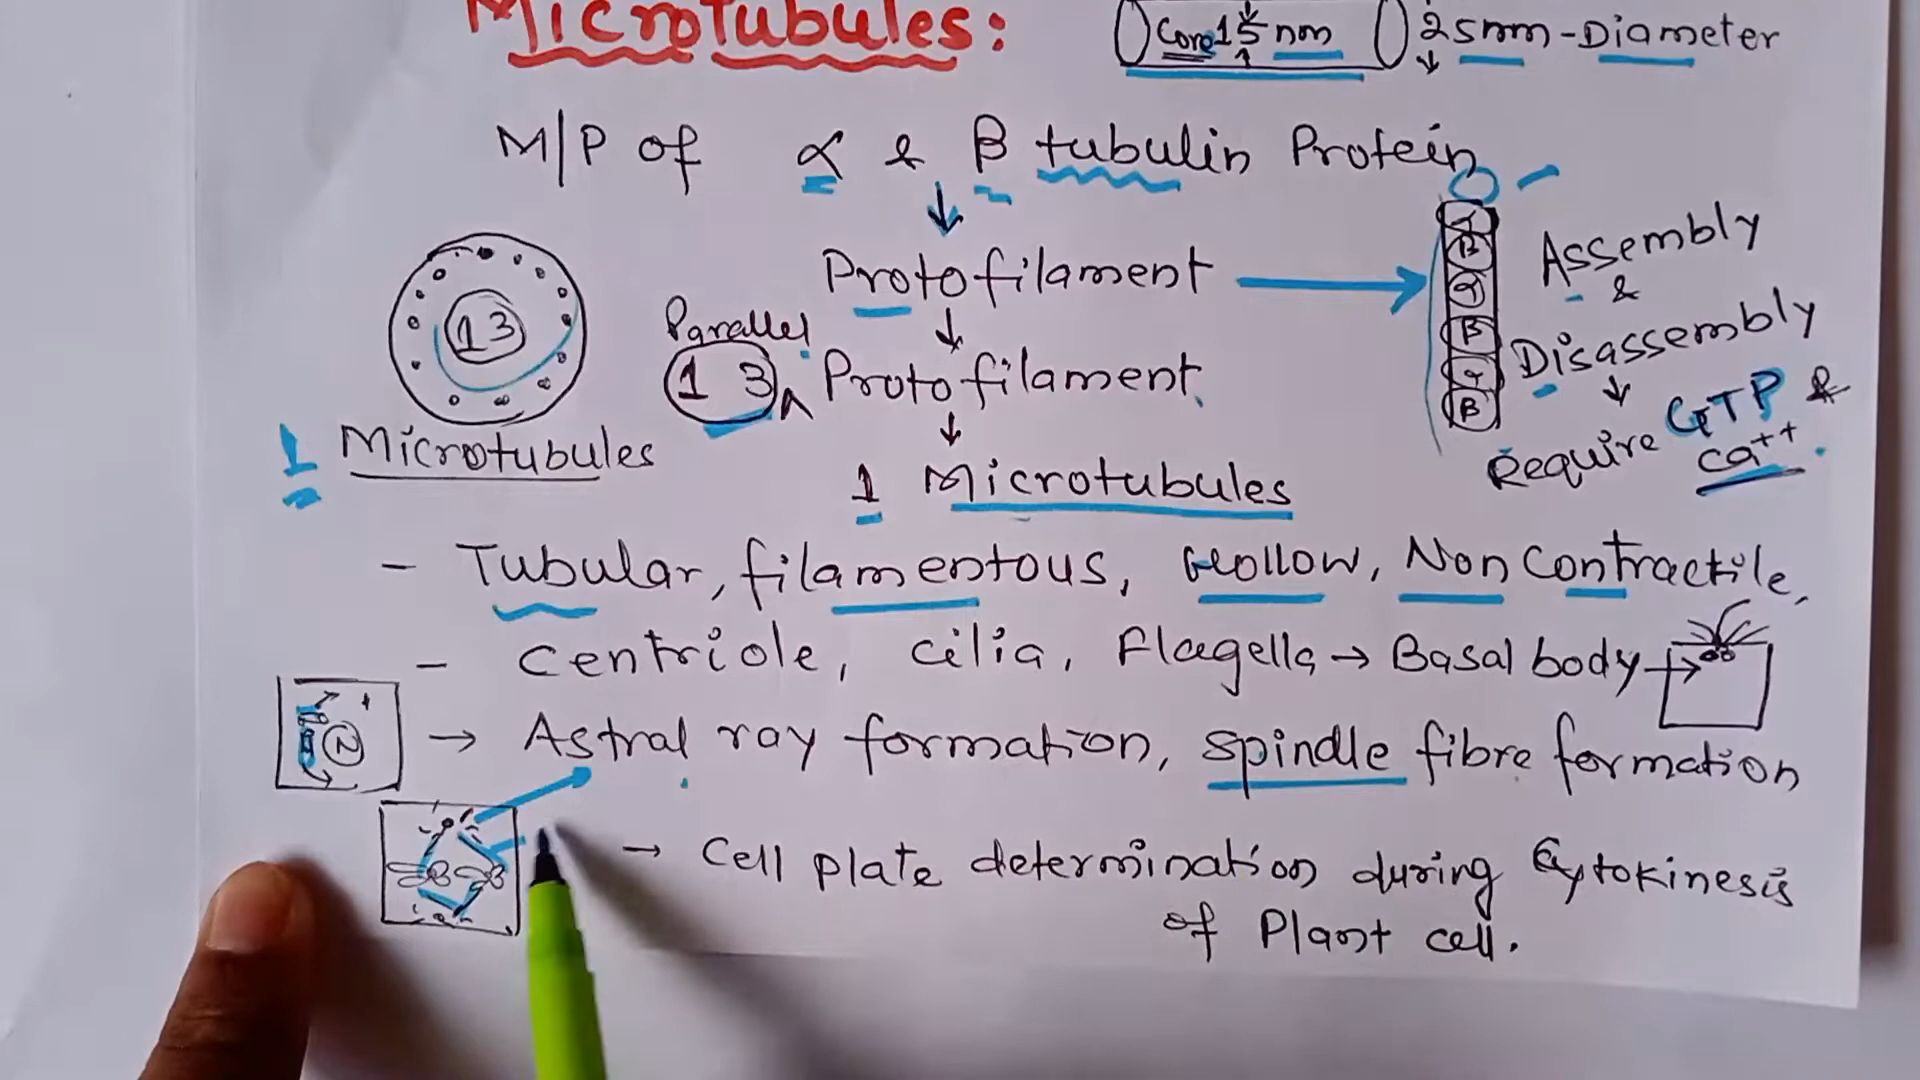 Microtubules:
Core 15 nm 25nm - Diameter
M/P of α & β tubulin Protein
Protofilament
Assembly
&
Disassembly
Require GTP &
Ca++
13
Parallel
13 Protofilament
1 Microtubules
1 Microtubules
- Tubular, filamentous, Hollow, Non contractile,
- centriole, cilia, Flagella → Basal body →
N
→ Astral ray formation, spindle fibre formation
→ Cell plate determination during Cytokinesis
of Plant cell.